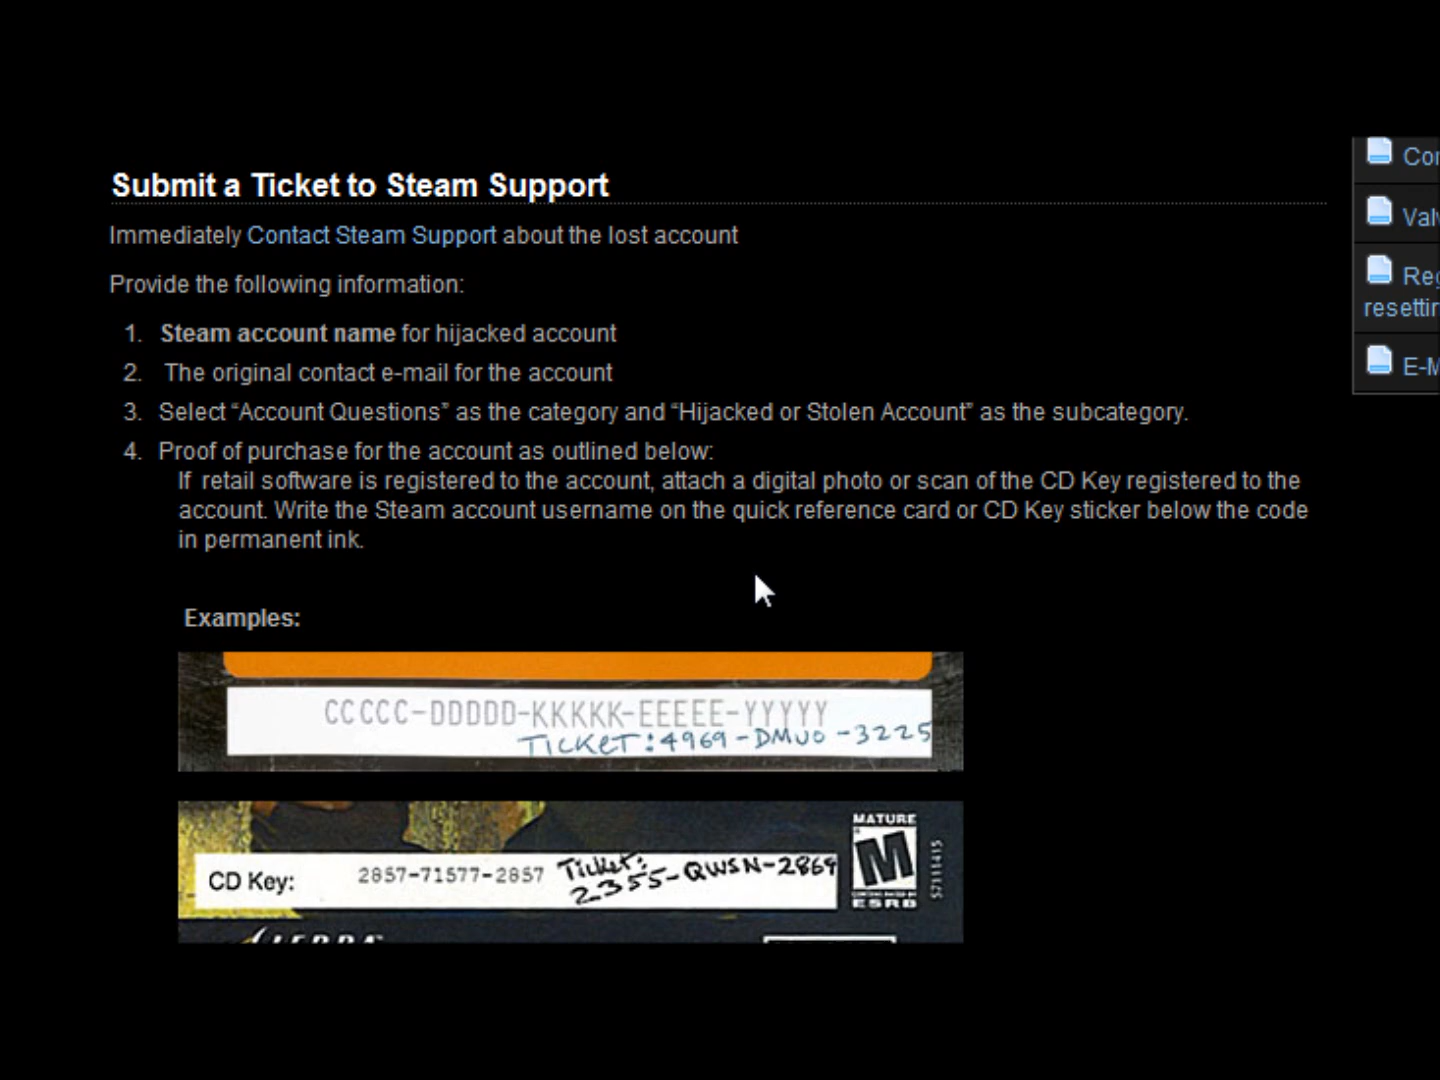 Submit a Ticket to Steam Support
Immediately Contact Steam Support about the lost account
Provide the following information:
1. Steam account name for hijacked account
2. The original contact e-mail for the account
3. Select “Account Questions” as the category and “Hijacked or Stolen Account” as the subcategory.
4. Proof of purchase for the account as outlined below:
If retail software is registered to the account, attach a digital photo or scan of the CD Key registered to the
account. Write the Steam account username on the quick reference card or CD Key sticker below the code
in permanent ink.
Examples:
CCCCC-DDDDD-KKKKK-EEEEE-YYYYY
TICKET:4969-DMUO-3225
CD Key: 2857-71577-2857 Ticket:
2355-QWSN-2869
MATURE
M
ESRB
5711415
resettin
E-M